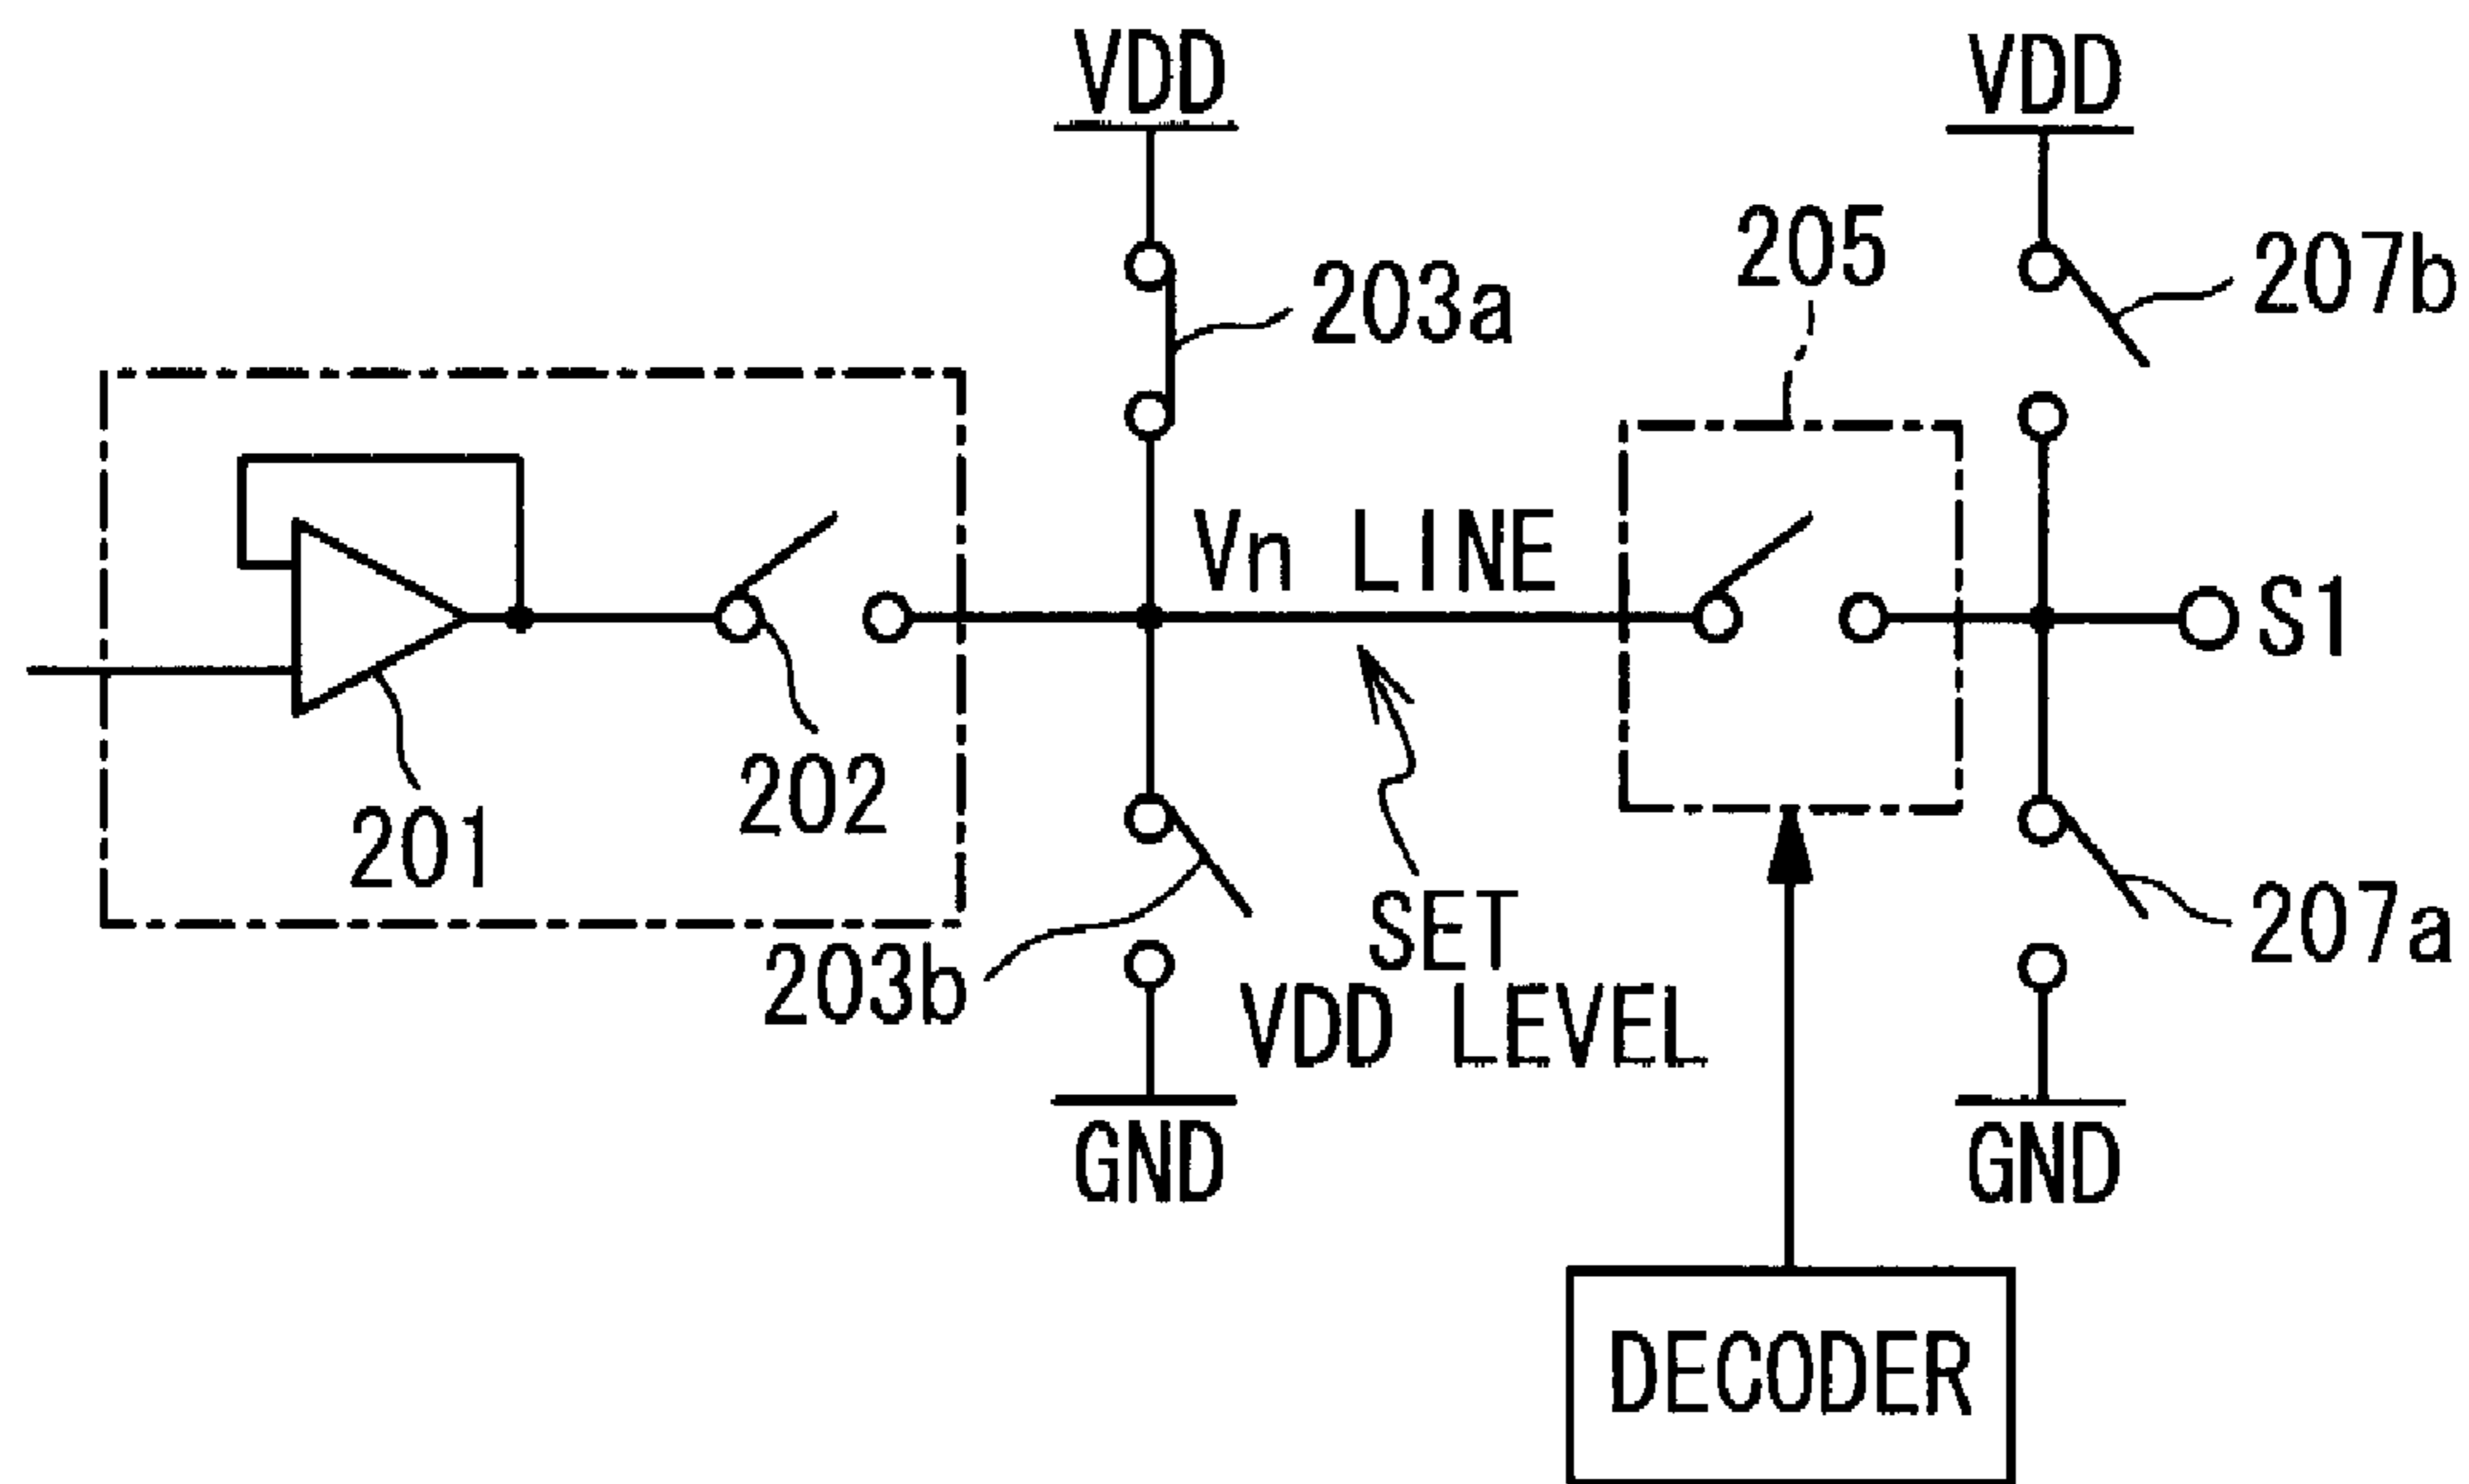 VDD
VDD
205
207b
203a
Vn LINE
S1
202
201
203b
SET
VDD LEVEL
207a
GND
GND
DECODER